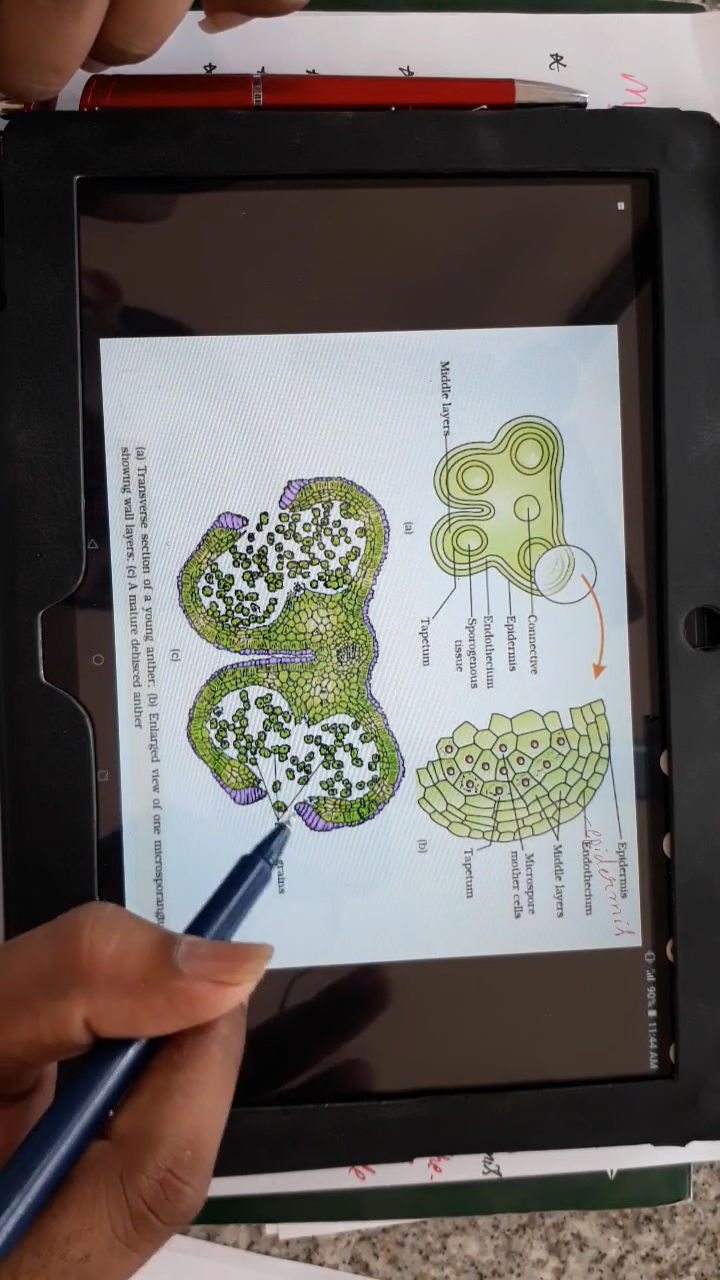 90% 11:44 AM
Middle layers
Connective
Epidermis
Endothecium
Sporogenous
tissue
Tapetum
(a)
Epidermis
Endothecium
epidermis
Middle layers
Microspore
mother cells
Tapetum
(b)
grains
(c)
(a) Transverse section of a young anther; (b) Enlarged view of one
showing wall layers; (c) A mature dehisced anther